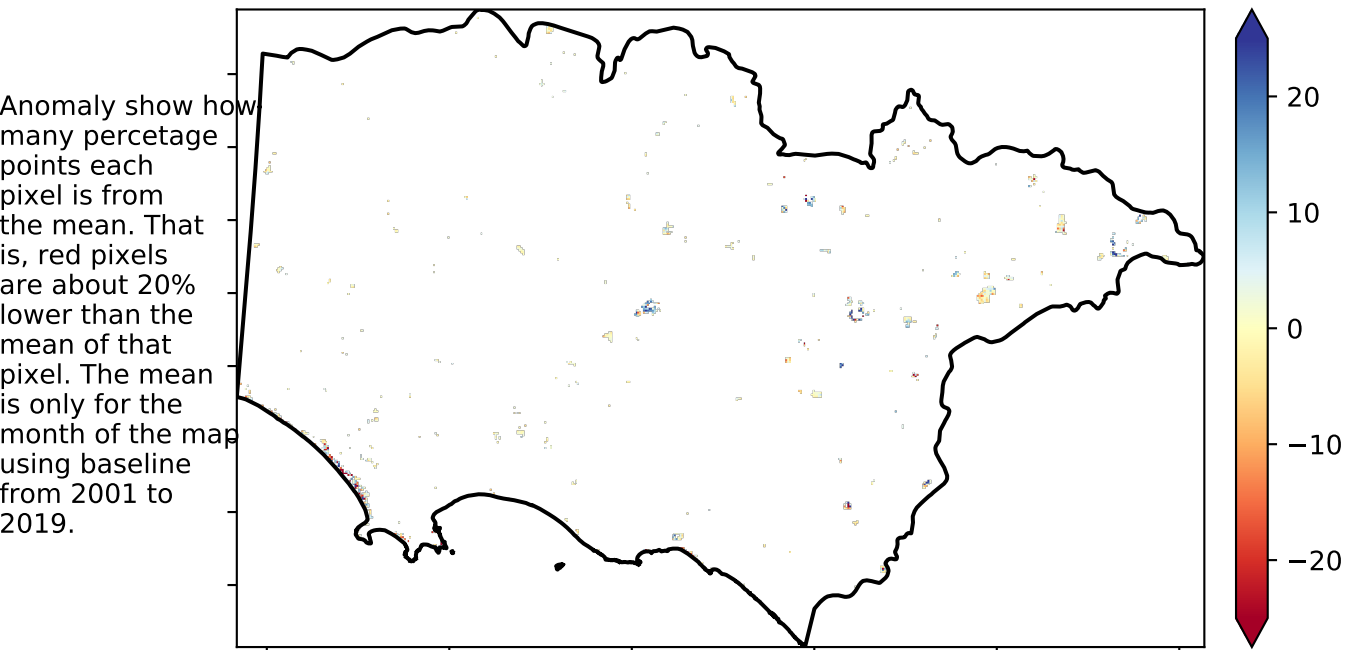 Anomaly show how
many percetage
points each
pixel is from
the mean. That
is, red pixels
are about 20%
lower than the
mean of that
pixel. The mean
is only for the
month of the map
using baseline
from 2001 to
2019.
20
10
0
−10
−20